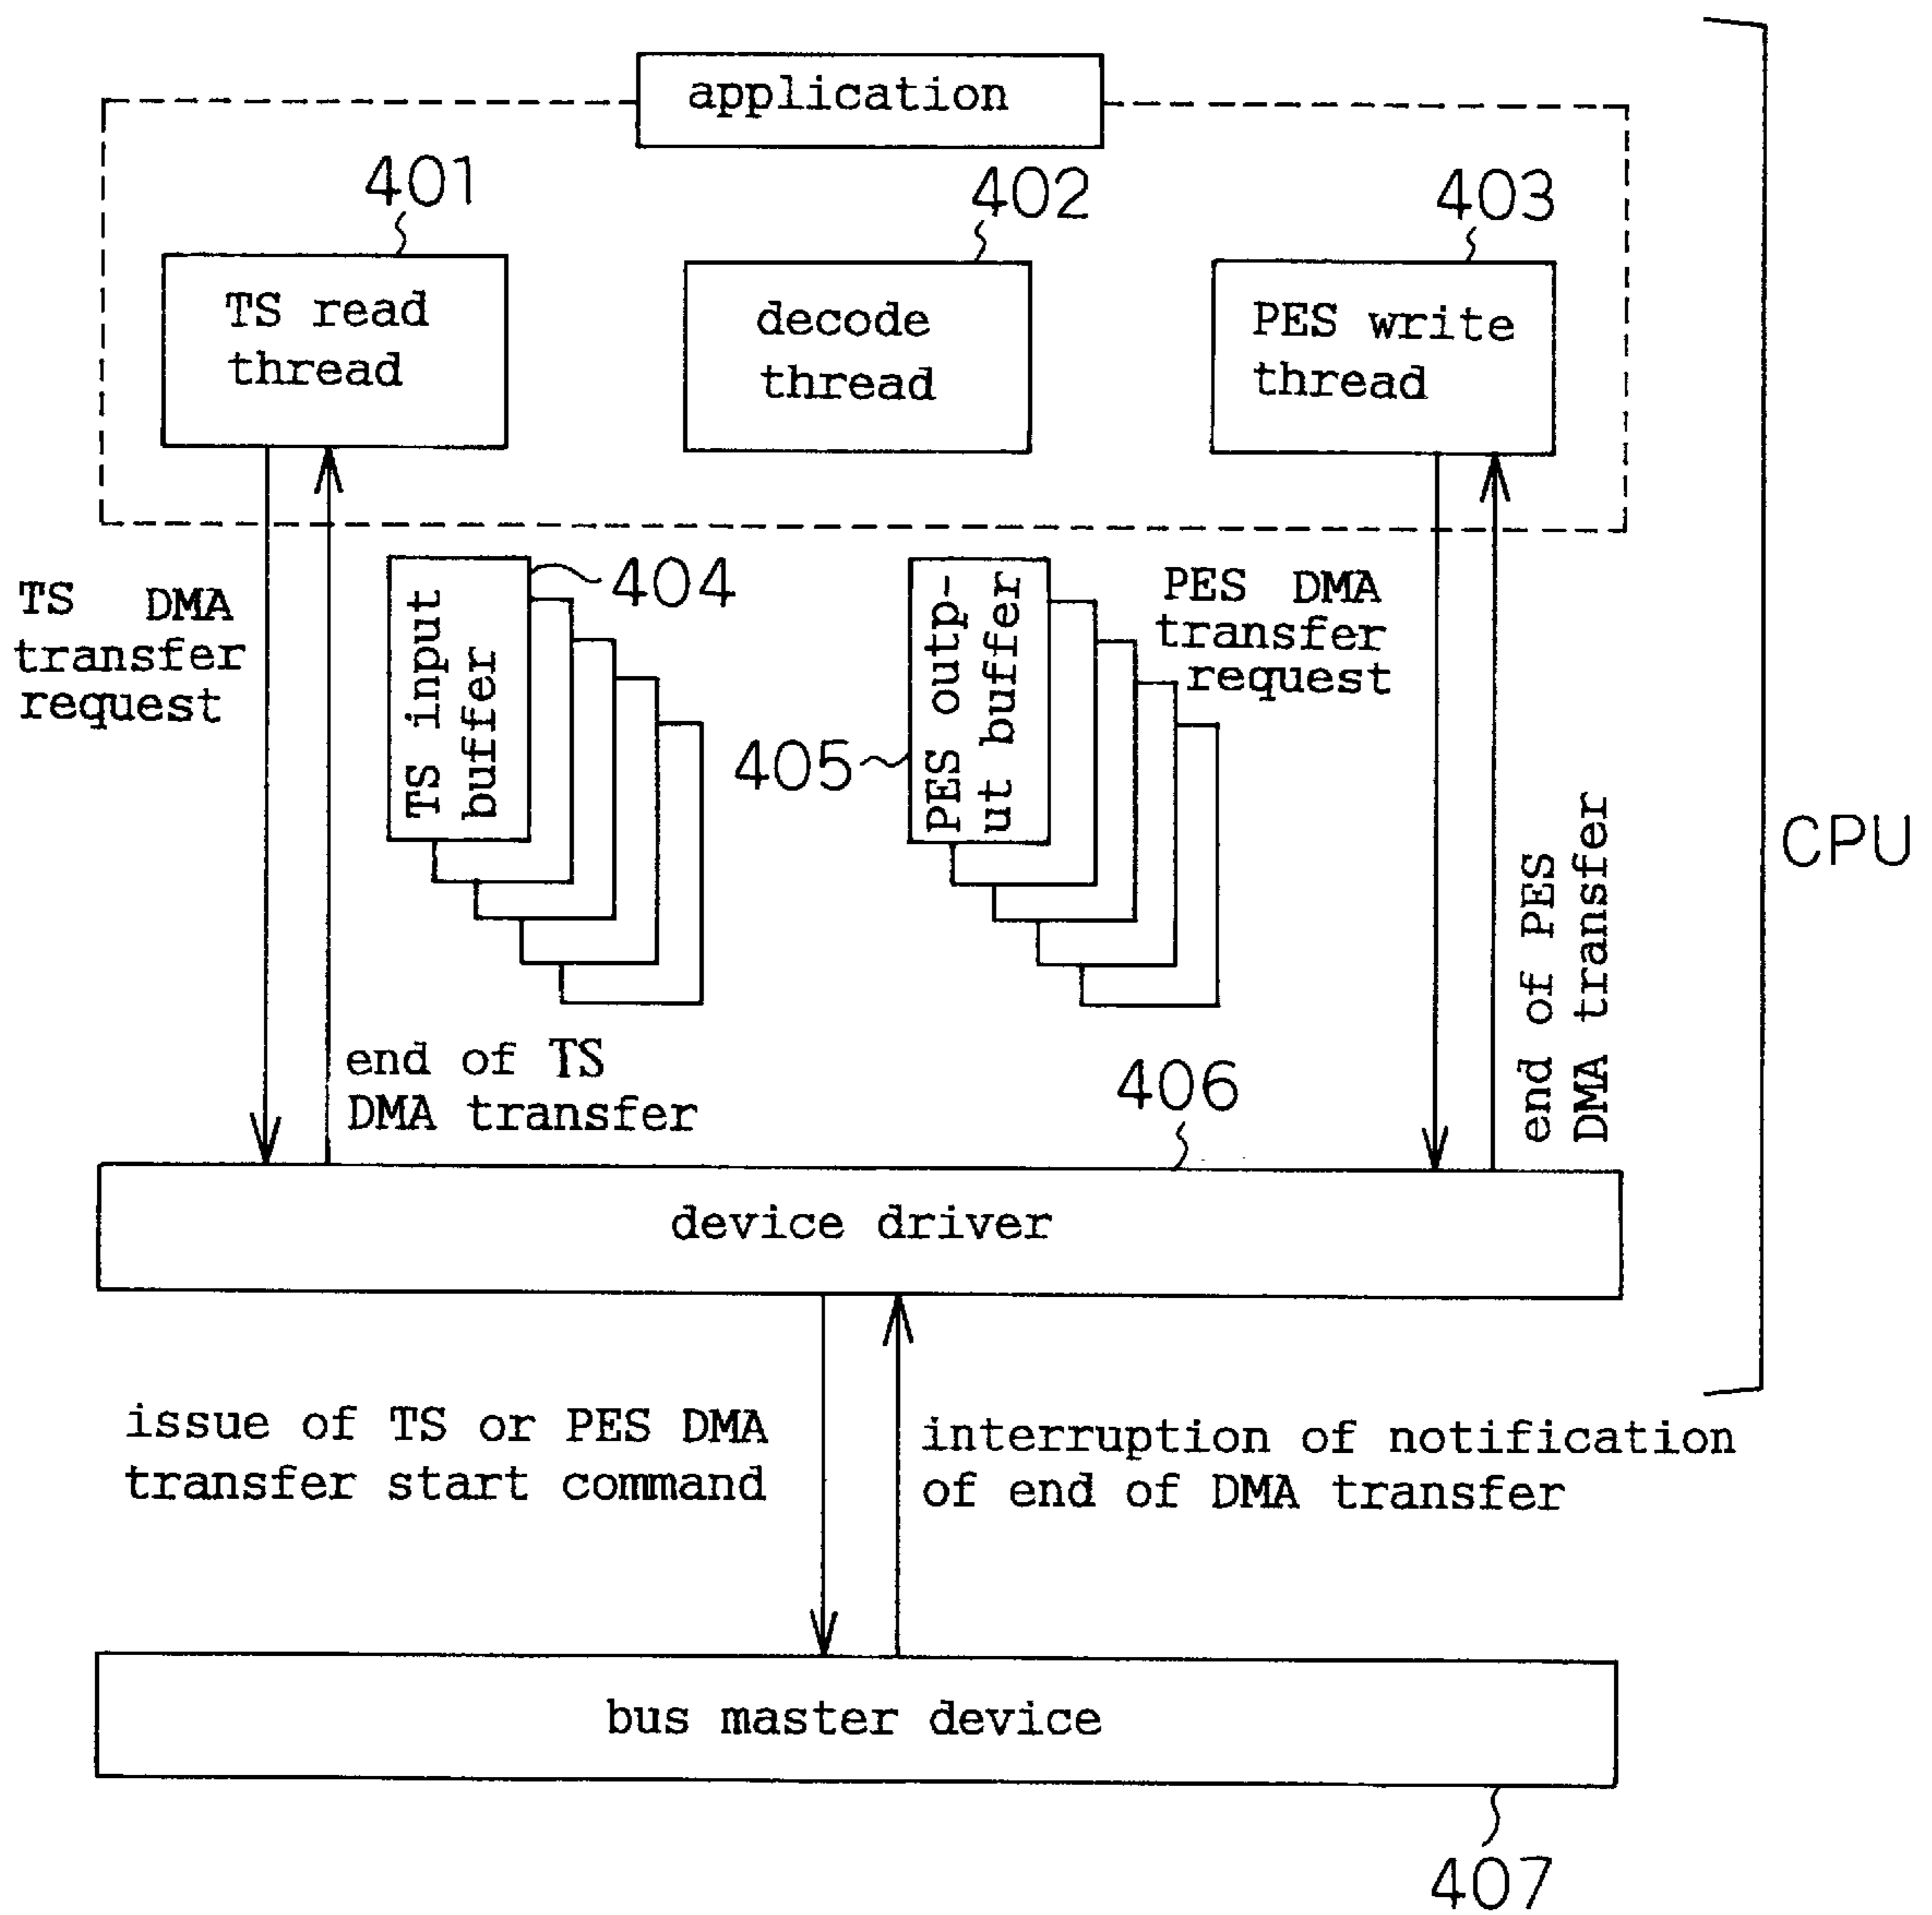 application
401
402
403
TS read
thread
decode
thread
PES write
thread
TS DMA
transfer
request
TS input
buffer
404
405
PES outp-
ut buffer
PES DMA
transfer
request
end of PES
DMA transfer
CPU
end of TS
DMA transfer
406
device driver
issue of TS or PES DMA
transfer start command
interruption of notification
of end of DMA transfer
bus master device
407